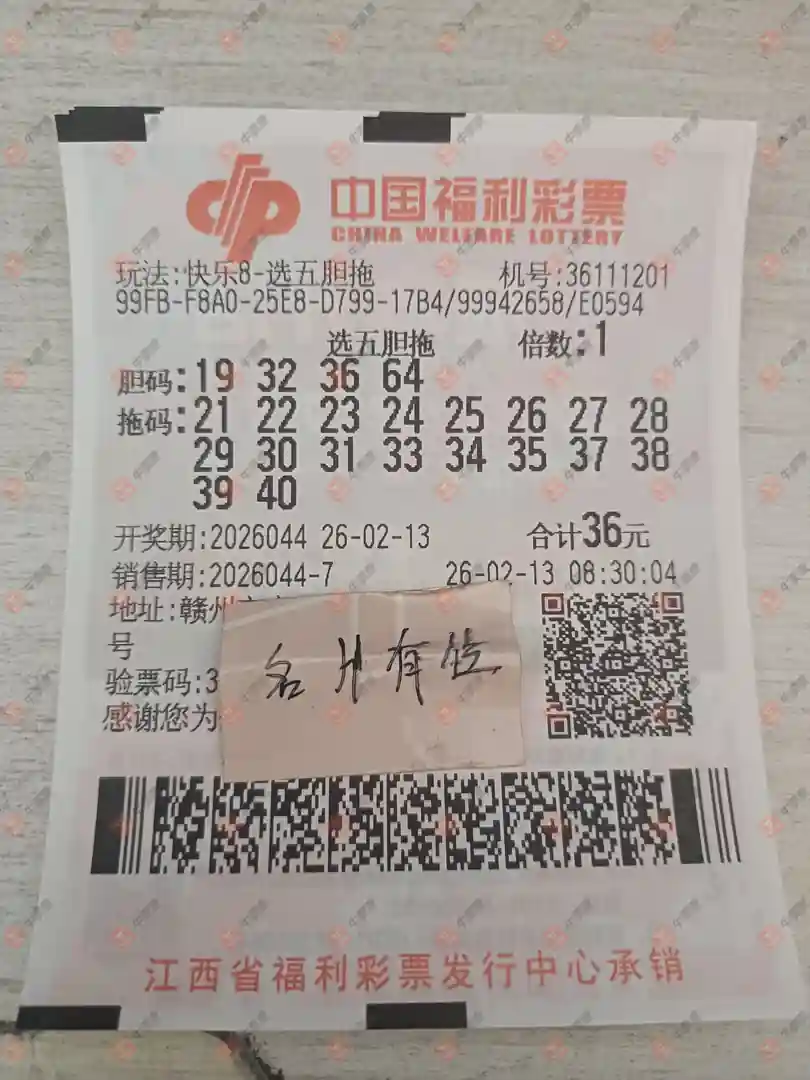 中国福利彩票
CHINA WELFARE LOTTERY
玩法:快乐8-选五胆拖 机号:36111201
99FB-F8A0-25E8-D799-17B4/99942658/E0594
选五胆拖 倍数:1
胆码:19 32 36 64
拖码:21 22 23 24 25 26 27 28
29 30 31 33 34 35 37 38
39 40
开奖期:2026044 26-02-13 合计36元
销售期:2026044-7 26-02-13 08:30:04
地址:赣州
号
验票码:3
感谢您为
名片有位
江西省福利彩票发行中心承销